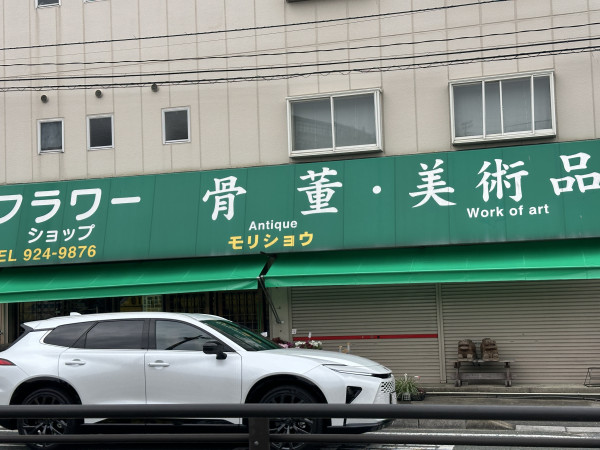 フラワー
ショップ
TEL 924-9876
骨董・美術品
Antique
Work of art
モリショウ